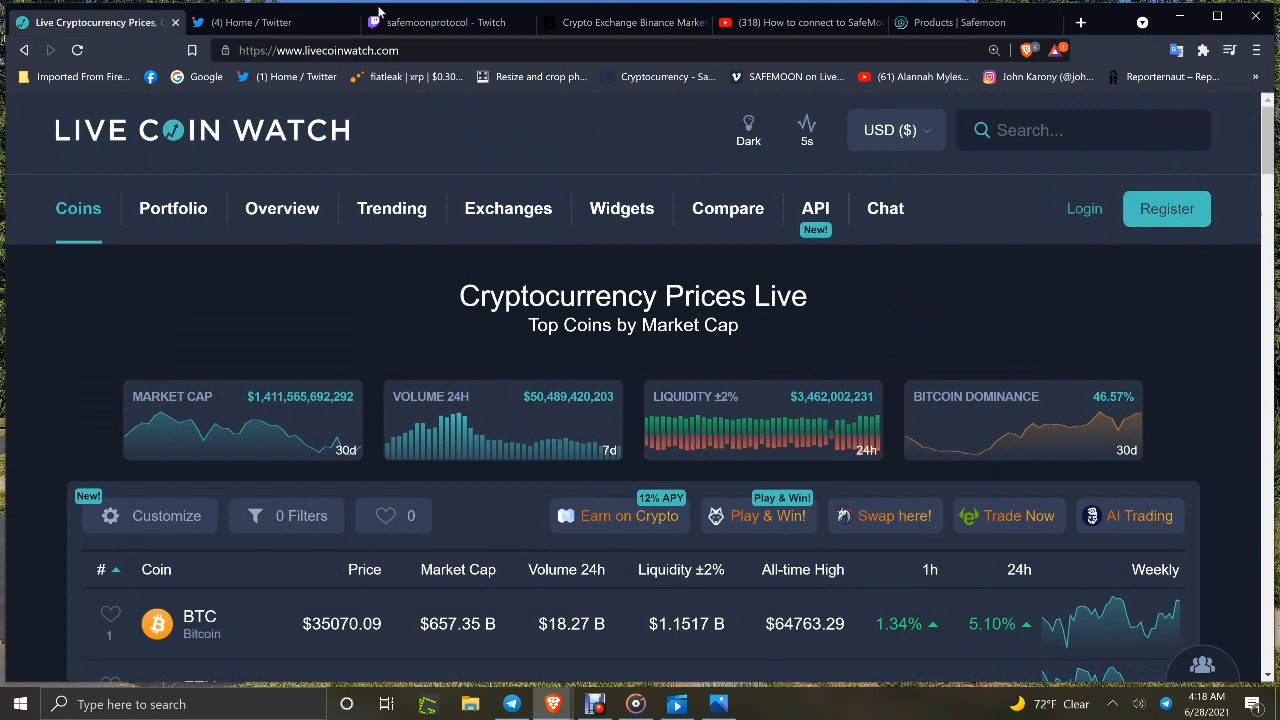 Live Cryptocurrency Prices, C
(4) Home / Twitter
safemoonprotocol - Twitch
Crypto Exchange Binance Market
(318) How to connect to SafeMo
Products | Safemoon
https://www.livecoinwatch.com
Imported From Firef...
Google
(1) Home / Twitter
fiatleak | xrp | $0.30...
Resize and crop ph...
Cryptocurrency - Sa...
SAFEMOON on Live...
(61) Alannah Myles...
John Karony (@joh...
Reporternaut – Rep...
LIVE COIN WATCH
Dark
5s
USD ($)
Search...
Coins
Portfolio
Overview
Trending
Exchanges
Widgets
Compare
API
New!
Chat
Login
Register
Cryptocurrency Prices Live
Top Coins by Market Cap
MARKET CAP $1,411,565,692,292
30d
VOLUME 24H $50,489,420,203
7d
LIQUIDITY ±2% $3,462,002,231
24h
BITCOIN DOMINANCE 46.57%
30d
New!
Customize
0 Filters
0
12% APY
Earn on Crypto
Play & Win!
Play & Win!
Swap here!
Trade Now
AI Trading
# Coin Price Market Cap Volume 24h Liquidity ±2% All-time High 1h 24h Weekly
1
BTC
Bitcoin
$35070.09 $657.35 B $18.27 B $1.1517 B $64763.29 1.34% 5.10%
Type here to search
72°F Clear
4:18 AM
6/28/2021